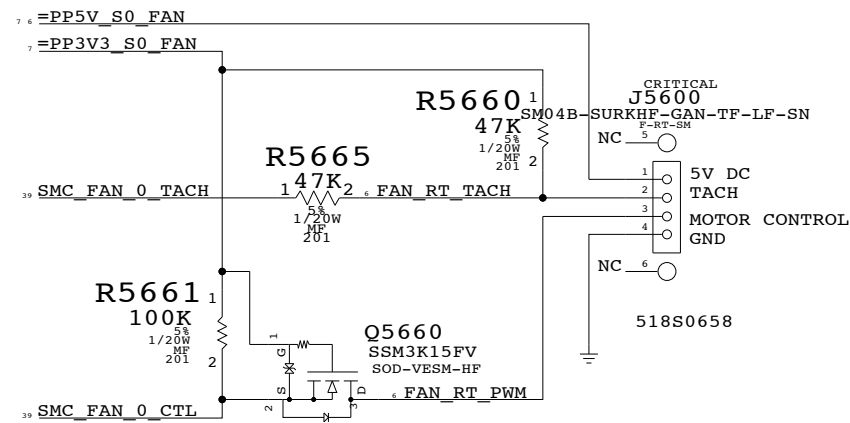 7 6 =PP5V_S0_FAN
7 =PP3V3_S0_FAN
CRITICAL
J5600
SM04B-SURKHF-GAN-TF-LF-SN
F-RT-SM
NC 5
R5660
1
47K
5%
1/20W
MF
201
2
1 5V DC
2 TACH
3 MOTOR CONTROL
4 GND
NC 6
518S0658
R5665
39 SMC_FAN_0_TACH
1 47K 2
6 FAN_RT_TACH
5%
1/20W
MF
201
R5661
1
100K
5%
1/20W
MF
201
2
Q5660
SSM3K15FV
SOD-VESM-HF
1
G
S
D
2
3
6 FAN_RT_PWM
39 SMC_FAN_0_CTL